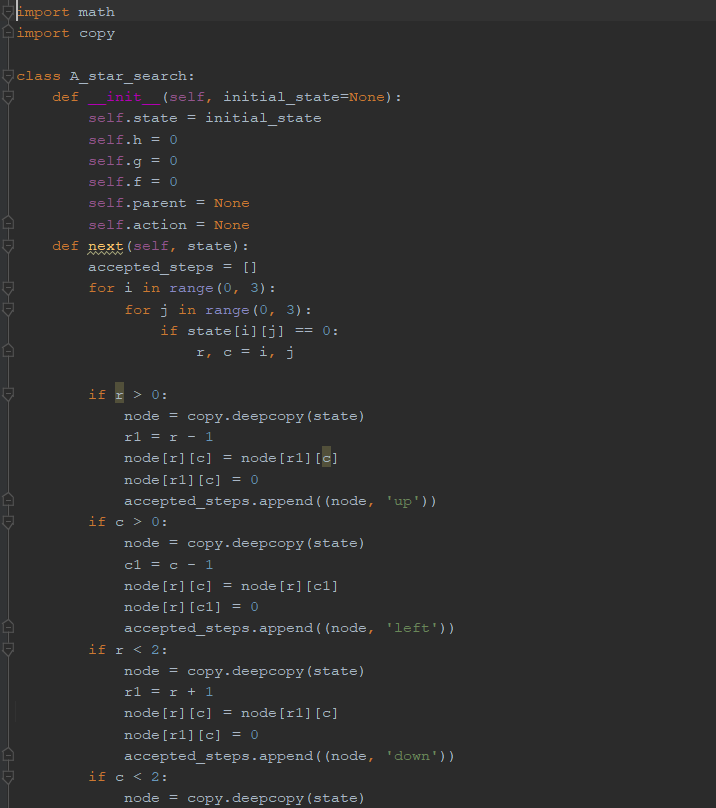 import math
import copy

class A_star_search:
    def __init__(self, initial_state=None):
        self.state = initial_state
        self.h = 0
        self.g = 0
        self.f = 0
        self.parent = None
        self.action = None
    def next(self, state):
        accepted_steps = []
        for i in range(0, 3):
            for j in range(0, 3):
                if state[i][j] == 0:
                    r, c = i, j

        if r > 0:
            node = copy.deepcopy(state)
            r1 = r - 1
            node[r][c] = node[r1][c]
            node[r1][c] = 0
            accepted_steps.append((node, 'up'))
        if c > 0:
            node = copy.deepcopy(state)
            c1 = c - 1
            node[r][c] = node[r][c1]
            node[r][c1] = 0
            accepted_steps.append((node, 'left'))
        if r < 2:
            node = copy.deepcopy(state)
            r1 = r + 1
            node[r][c] = node[r1][c]
            node[r1][c] = 0
            accepted_steps.append((node, 'down'))
        if c < 2:
            node = copy.deepcopy(state)